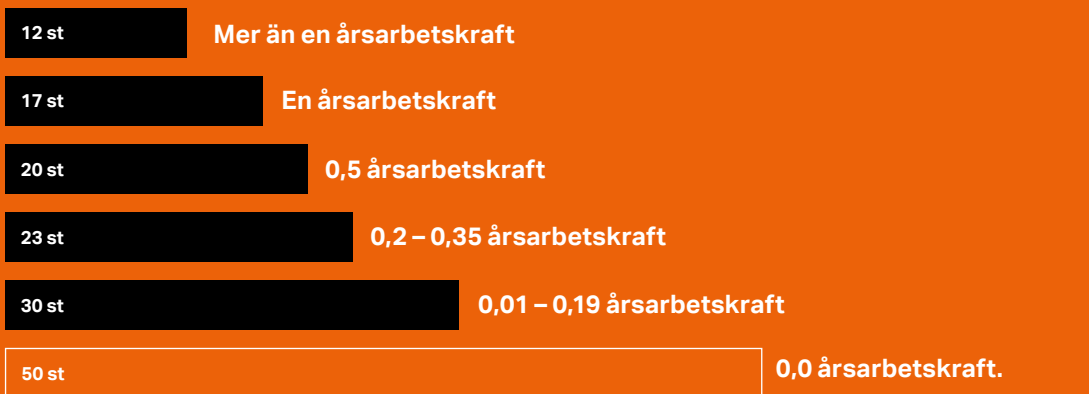 12 st Mer än en årsarbetskraft
17 st En årsarbetskraft
20 st 0,5 årsarbetskraft
23 st 0,2 – 0,35 årsarbetskraft
30 st 0,01 – 0,19 årsarbetskraft
50 st 0,0 årsarbetskraft.